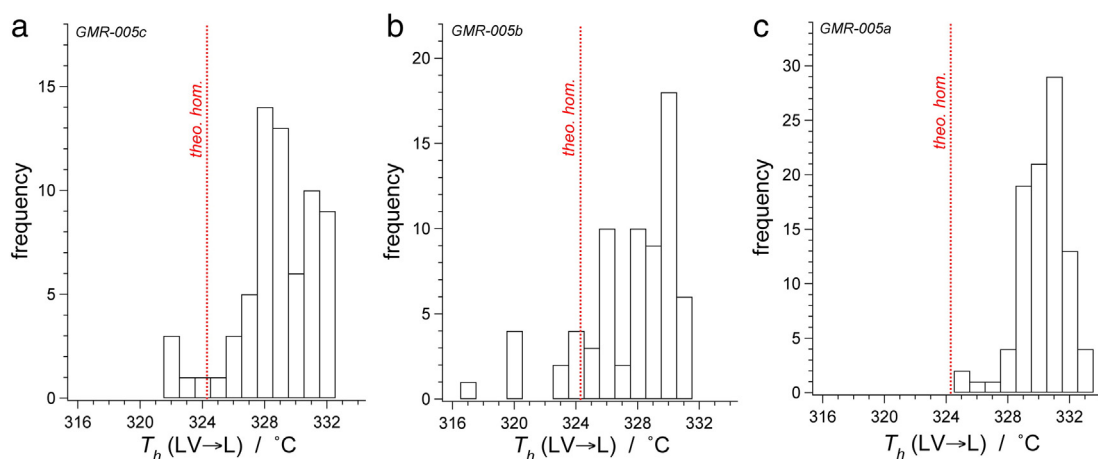 a
GMR-005c
theo. hom.
frequency
15
10
5
0
316 320 324 328 332
T_h (LV→L) / °C
b
GMR-005b
theo. hom.
frequency
20
15
10
5
0
316 320 324 328 332
T_h (LV→L) / °C
c
GMR-005a
theo. hom.
frequency
30
25
20
15
10
5
0
316 320 324 328 332
T_h (LV→L) / °C